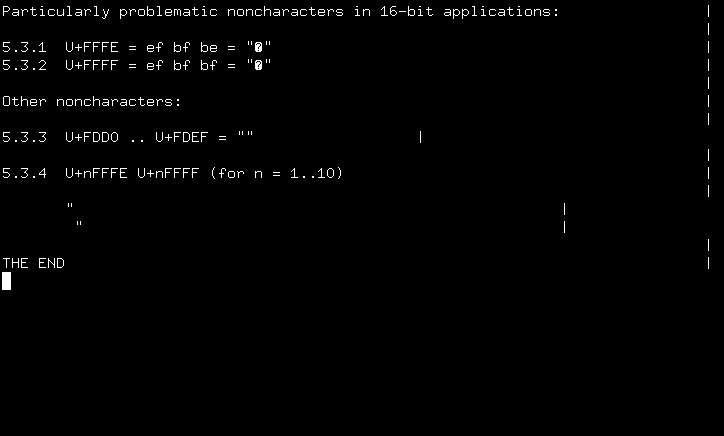 Particularly problematic noncharacters in 16-bit applications: |
|
5.3.1 U+FFFE = ef bf be = "�" |
5.3.2 U+FFFF = ef bf bf = "�" |
|
Other noncharacters: |
|
5.3.3 U+FDD0 .. U+FDEF = "" |
|
5.3.4 U+nFFFE U+nFFFF (for n = 1..10) |
|
" |
" |
|
THE END |